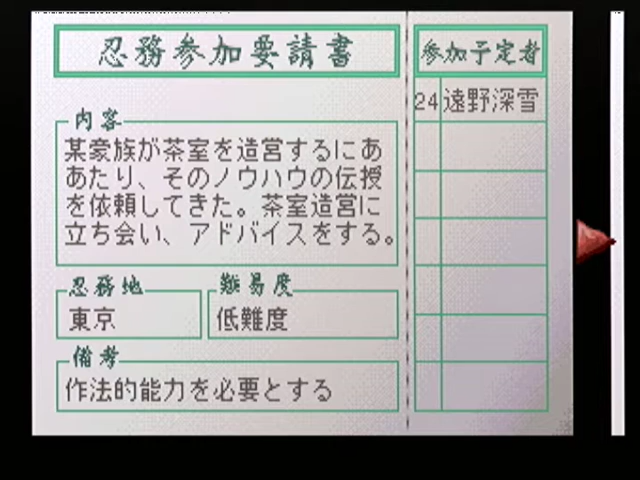 忍務参加要請書
内容
某豪族が茶室を造営するにあ
あたり、そのノウハウの伝授
を依頼してきた。茶室造営に
立ち会い、アドバイスをする。
忍務地
東京
難易度
低難度
備考
作法的能力を必要とする
参加予定者
24 遠野深雪